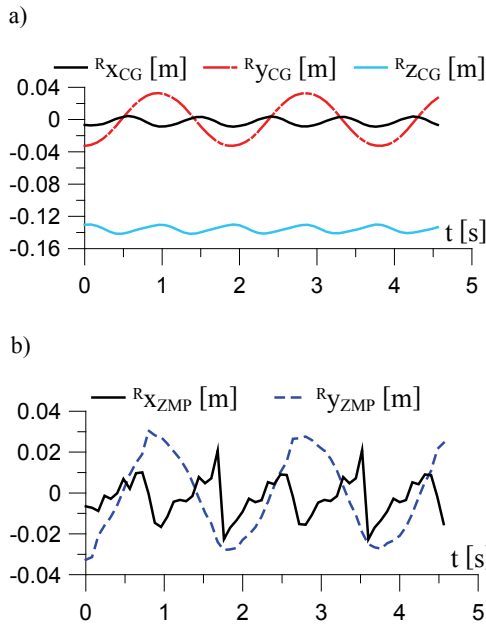 a)
ᴿx_CG [m] ᴿy_CG [m] ᴿz_CG [m]
0.04
0
-0.04
-0.08
-0.12
-0.16
t [s]
0 1 2 3 4 5
b)
ᴿx_ZMP [m] ᴿy_ZMP [m]
0.04
0.02
0
-0.02
-0.04
t [s]
0 1 2 3 4 5